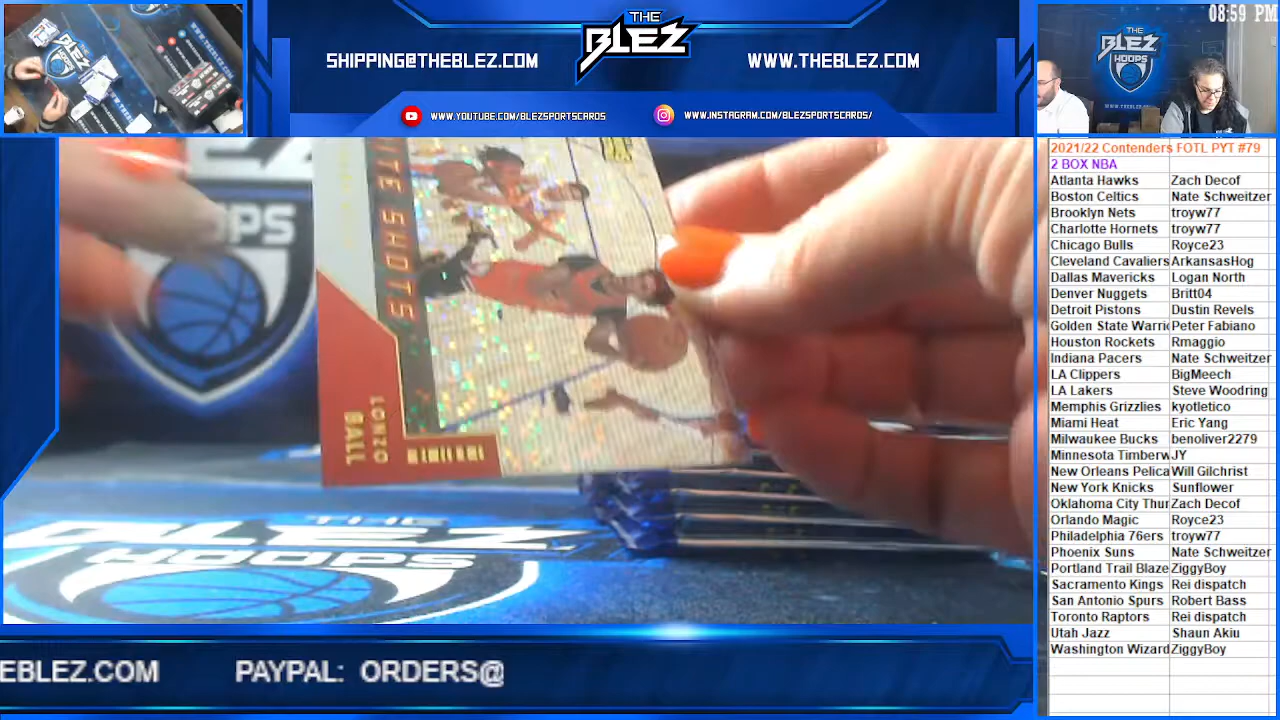 08:59 PM
THE
BLEZ
SHIPPING@THEBLEZ.COM
WWW.THEBLEZ.COM
WWW.YOUTUBE.COM/BLEZSPORTSCARDS
WWW.INSTAGRAM.COM/BLEZSPORTSCARDS/
THE
BLEZ
HOOPS
2021/22 Contenders FOTL PYT #79
2 BOX NBA
Atlanta Hawks Zach Decof
Boston Celtics Nate Schweitzer
Brooklyn Nets troyw77
Charlotte Hornets troyw77
Chicago Bulls Royce23
Cleveland Cavaliers ArkansasHog
Dallas Mavericks Logan North
Denver Nuggets Britt04
Detroit Pistons Dustin Revels
Golden State Warri Peter Fabiano
Houston Rockets Rmaggio
Indiana Pacers Nate Schweitzer
LA Clippers BigMeech
LA Lakers Steve Woodring
Memphis Grizzlies kyotletico
Miami Heat Eric Yang
Milwaukee Bucks benoliver2279
Minnesota Timberw JY
New Orleans Pelica Will Gilchrist
New York Knicks Sunflower
Oklahoma City Thur Zach Decof
Orlando Magic Royce23
Philadelphia 76ers troyw77
Phoenix Suns Nate Schweitzer
Portland Trail Blaze ZiggyBoy
Sacramento Kings Rei dispatch
San Antonio Spurs Robert Bass
Toronto Raptors Rei dispatch
Utah Jazz Shaun Akiu
Washington Wizard ZiggyBoy
ITE SHOTS
LONZO
BALL
OPS
THE
BLEZ
HOOPS
EBLEZ.COM PAYPAL: ORDERS@